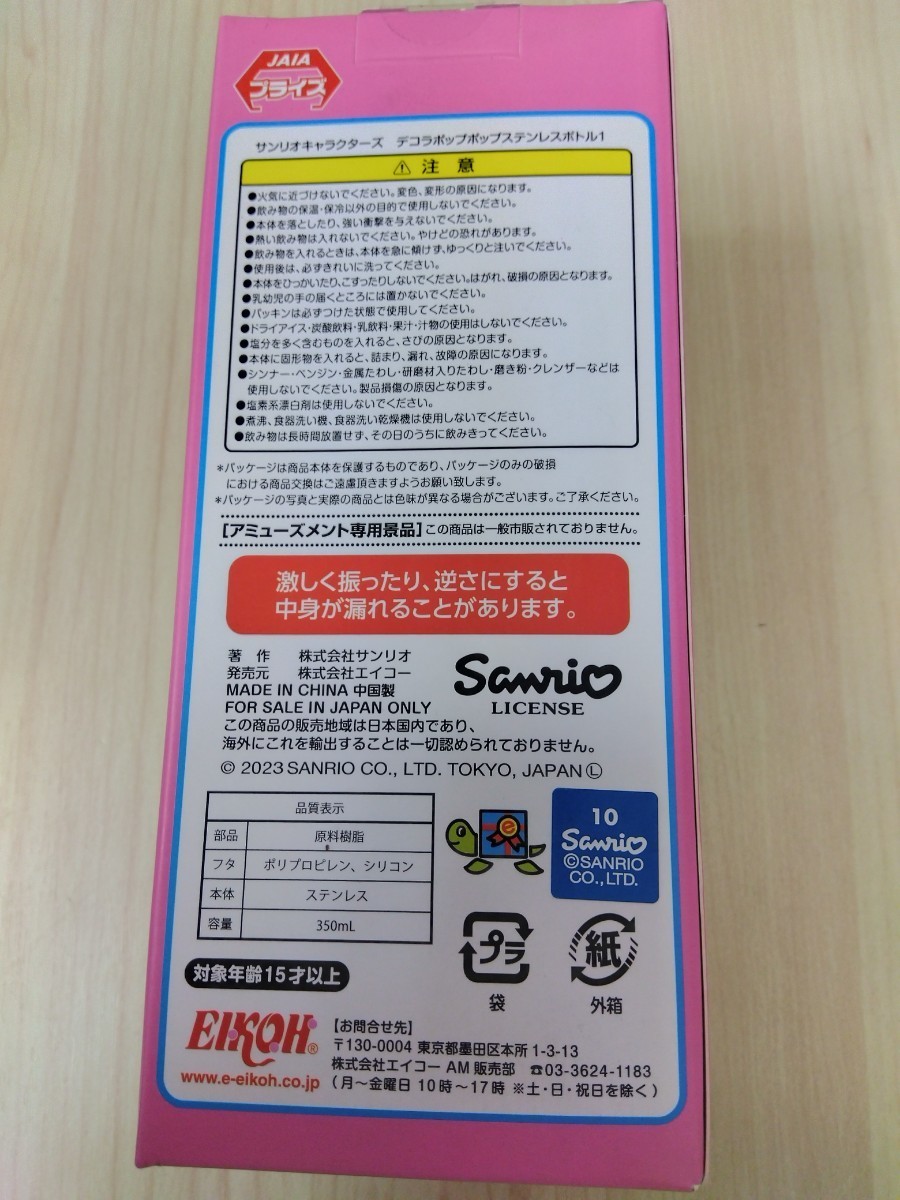 JAIA
プライズ
サンリオキャラクターズ　デコラポップポップステンレスボトル1
⚠ 注 意
●火気に近づけないでください。変色、変形の原因になります。
●飲み物の保温・保冷以外の目的で使用しないでください。
●本体を落としたり、強い衝撃を与えないでください。
●熱い飲み物は入れないでください。やけどの恐れがあります。
●飲み物を入れるときは、本体を急に傾けず、ゆっくりと注いでください。
●使用後は、必ずきれいに洗ってください。
●本体をひっかいたり、こすったりしないでください。はがれ、破損の原因となります。
●乳幼児の手の届くところには置かないでください。
●パッキンは必ずつけた状態で使用してください。
●ドライアイス・炭酸飲料・乳飲料・果汁・汁物の使用はしないでください。
●塩分を多く含むものを入れると、さびの原因となります。
●本体に固形物を入れると、詰まり、漏れ、故障の原因になります。
●シンナー・ベンジン・金属たわし・研磨材入りたわし・磨き粉・クレンザーなどは
使用しないでください。製品損傷の原因となります。
●塩素系漂白剤は使用しないでください。
●煮沸、食器洗い機、食器洗い乾燥機は使用しないでください。
●飲み物は長時間放置せず、その日のうちに飲みきってください。
*パッケージは商品本体を保護するものであり、パッケージのみの破損
における商品交換はご遠慮頂きますようお願い致します。
*パッケージの写真と実際の商品とは色味が異なる場合がございます。ご了承ください。
[アミューズメント専用景品]この商品は一般市販されておりません。
激しく振ったり、逆さにすると
中身が漏れることがあります。
著　作　株式会社サンリオ
発売元　株式会社エイコー
MADE IN CHINA 中国製
FOR SALE IN JAPAN ONLY
Sanrio
LICENSE
この商品の販売地域は日本国内であり、
海外にこれを輸出することは一切認められておりません。
© 2023 SANRIO CO., LTD. TOKYO, JAPAN Ⓛ
品質表示
部品　原料樹脂
フタ　ポリプロピレン、シリコン
本体　ステンレス
容量　350mL
e
10
Sanrio
©SANRIO
CO.,LTD.
プラ
袋
紙
外箱
対象年齢15才以上
EIKOH®
www.e-eikoh.co.jp
【お問合せ先】
〒130-0004 東京都墨田区本所1-3-13
株式会社エイコー AM販売部　☎03-3624-1183
(月〜金曜日 10時〜17時 ※土・日・祝日を除く)